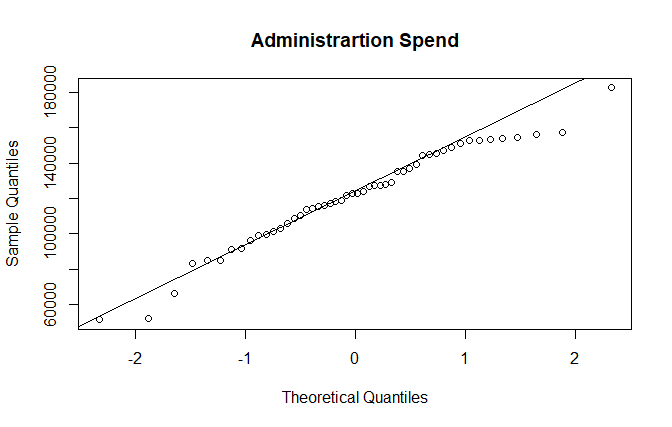 Administrartion Spend
Sample Quantiles
180000
140000
100000
60000
-2 -1 0 1 2
Theoretical Quantiles